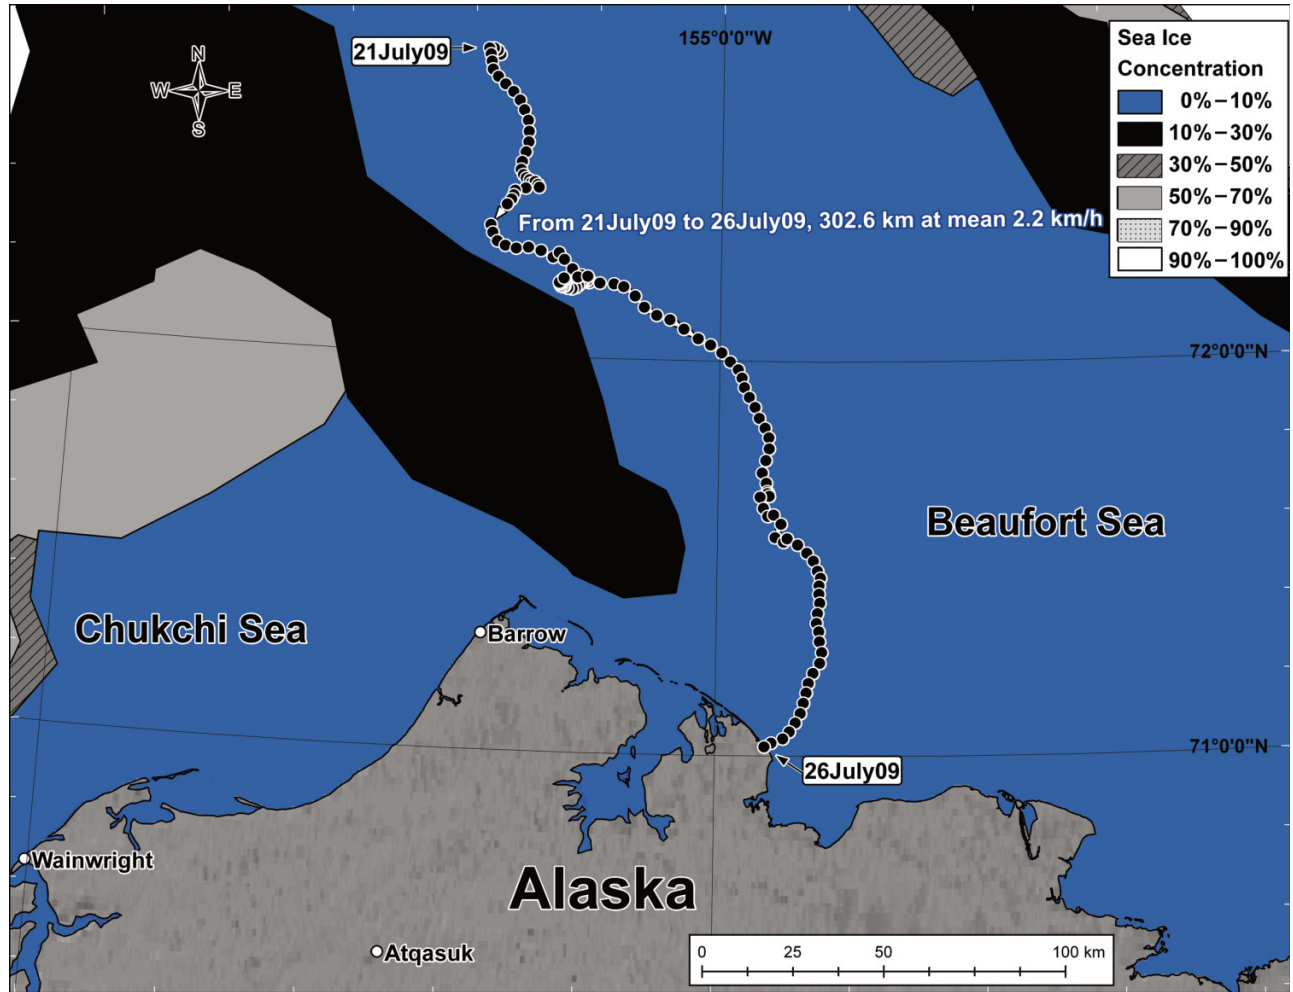 21July09
155°0'0"W
N
W E
S
Sea Ice
Concentration
0%–10%
10%–30%
30%–50%
50%–70%
70%–90%
90%–100%
From 21July09 to 26July09, 302.6 km at mean 2.2 km/h
72°0'0"N
Beaufort Sea
Chukchi Sea
Barrow
71°0'0"N
26July09
Wainwright
Alaska
Atqasuk
0 25 50 100 km